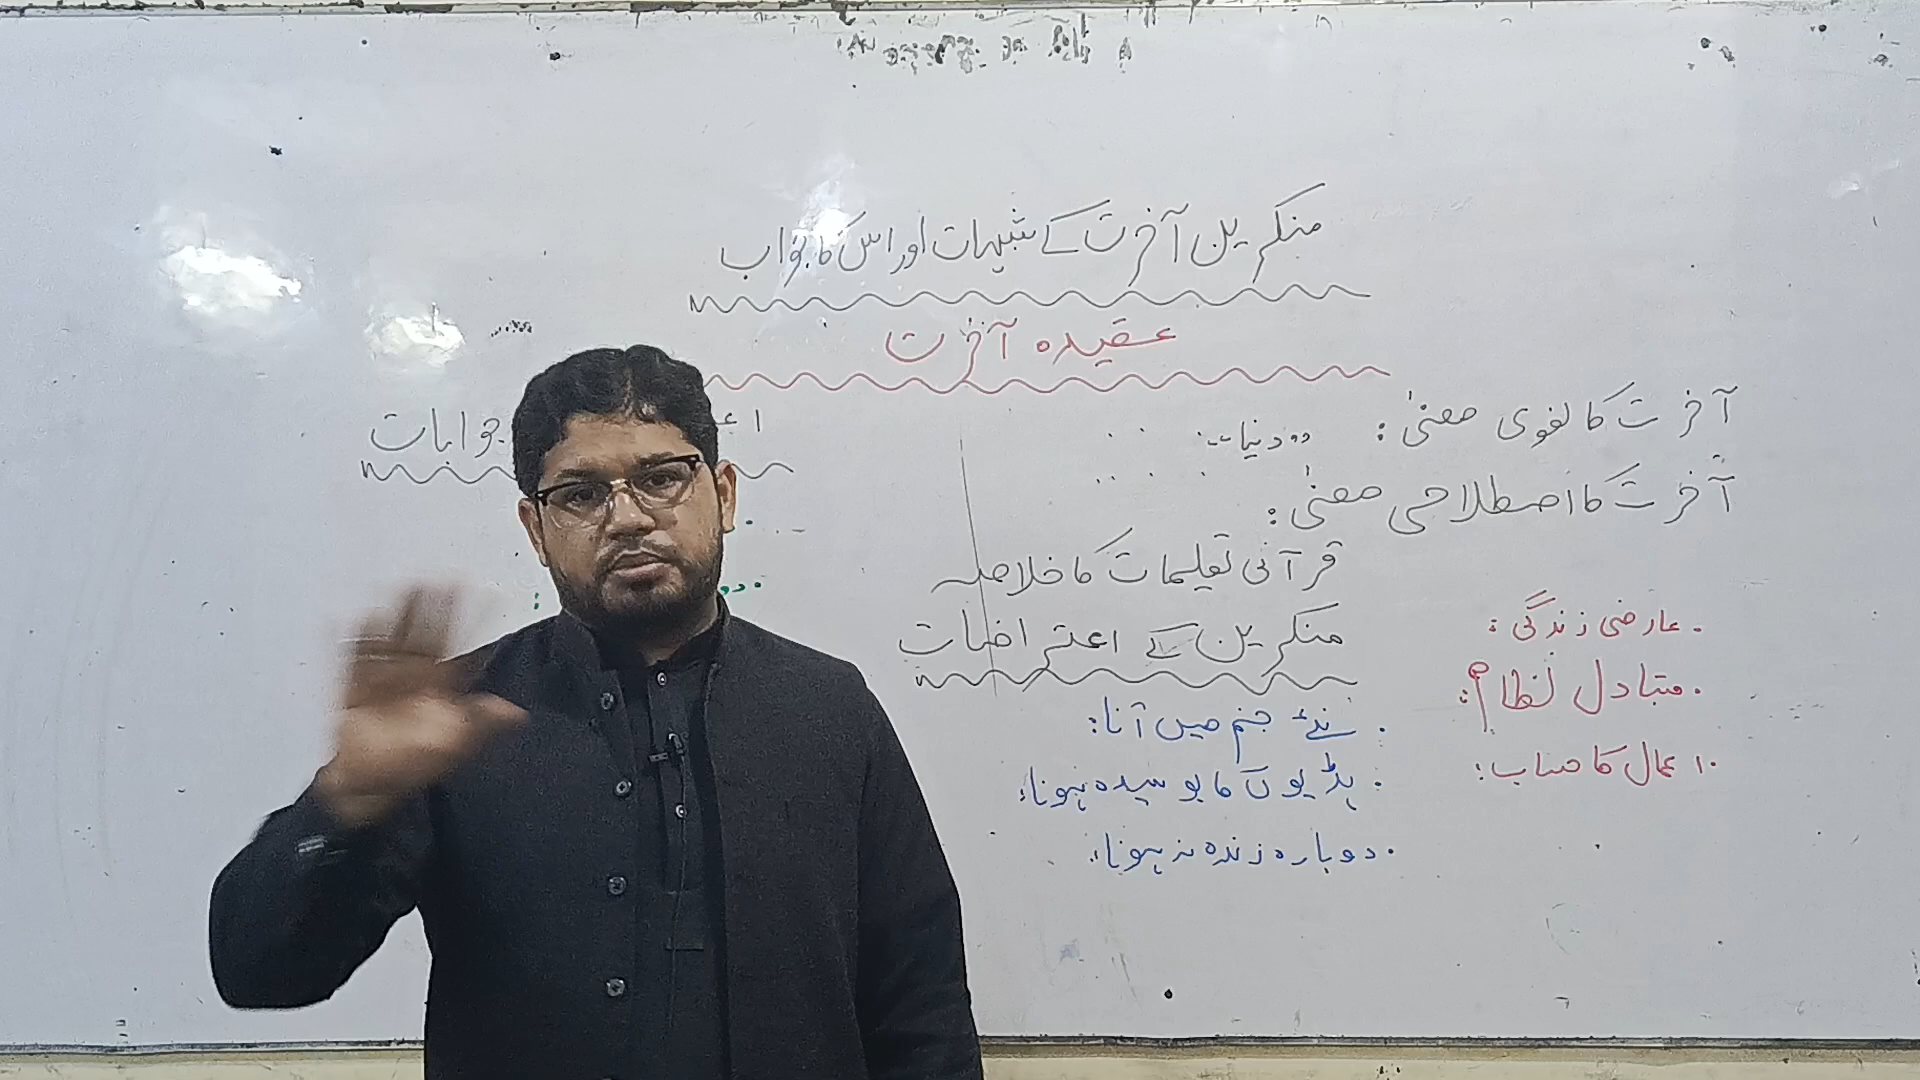 منکرین آخرت کے شبہات اور اس کا جواب
عقیدہ آخرت
آخرت کا لغوی معنیٰ: ،،دنیا
آخرت کا اصطلاحی معنیٰ:
قرآنی تعلیمات کا خلاصہ
. عارضی زندگی:
. متبادل نظام:
. اعمال کا حساب:
منکرین کے اعتراضات
. نئے جنم میں آنا:
. ہڈیوں کا بوسیدہ ہونا:
. دوبارہ زندہ نہ ہونا:
جوابات